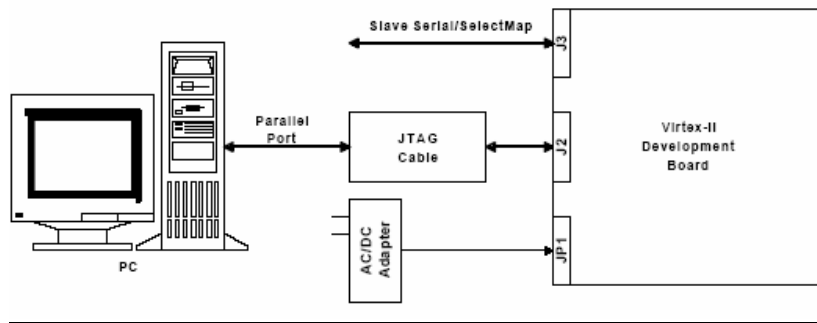 Slave Serial/SelectMap
J3
Parallel
Port
JTAG
Cable
J2
Virtex-II
Development
Board
AC/DC
Adapter
JP1
PC